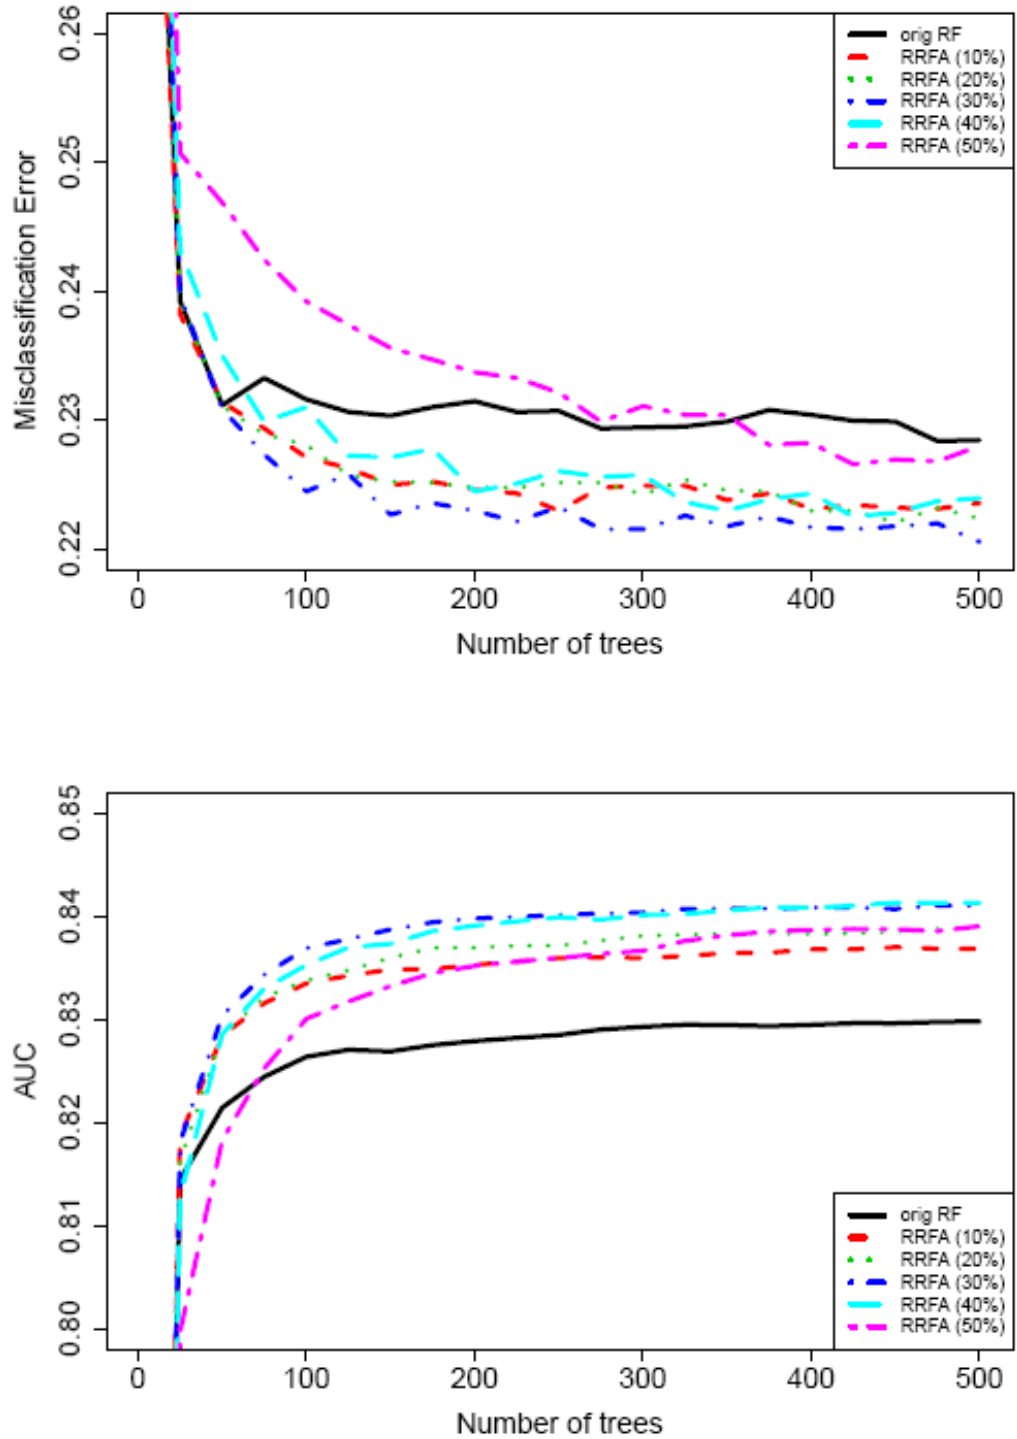 Misclassification Error
0.26
0.25
0.24
0.23
0.22
orig RF
RRFA (10%)
RRFA (20%)
RRFA (30%)
RRFA (40%)
RRFA (50%)
0 100 200 300 400 500
Number of trees
AUC
0.85
0.84
0.83
0.82
0.81
0.80
orig RF
RRFA (10%)
RRFA (20%)
RRFA (30%)
RRFA (40%)
RRFA (50%)
0 100 200 300 400 500
Number of trees